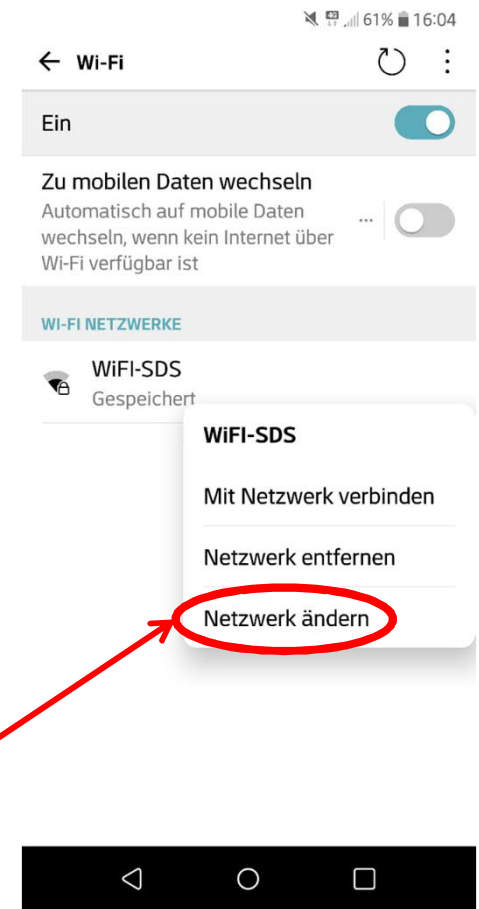 4G 61% 16:04
Wi-Fi
Ein
Zu mobilen Daten wechseln
Automatisch auf mobile Daten
wechseln, wenn kein Internet über
Wi-Fi verfügbar ist
...
WI-FI NETZWERKE
WiFI-SDS
Gespeichert
WiFI-SDS
Mit Netzwerk verbinden
Netzwerk entfernen
Netzwerk ändern